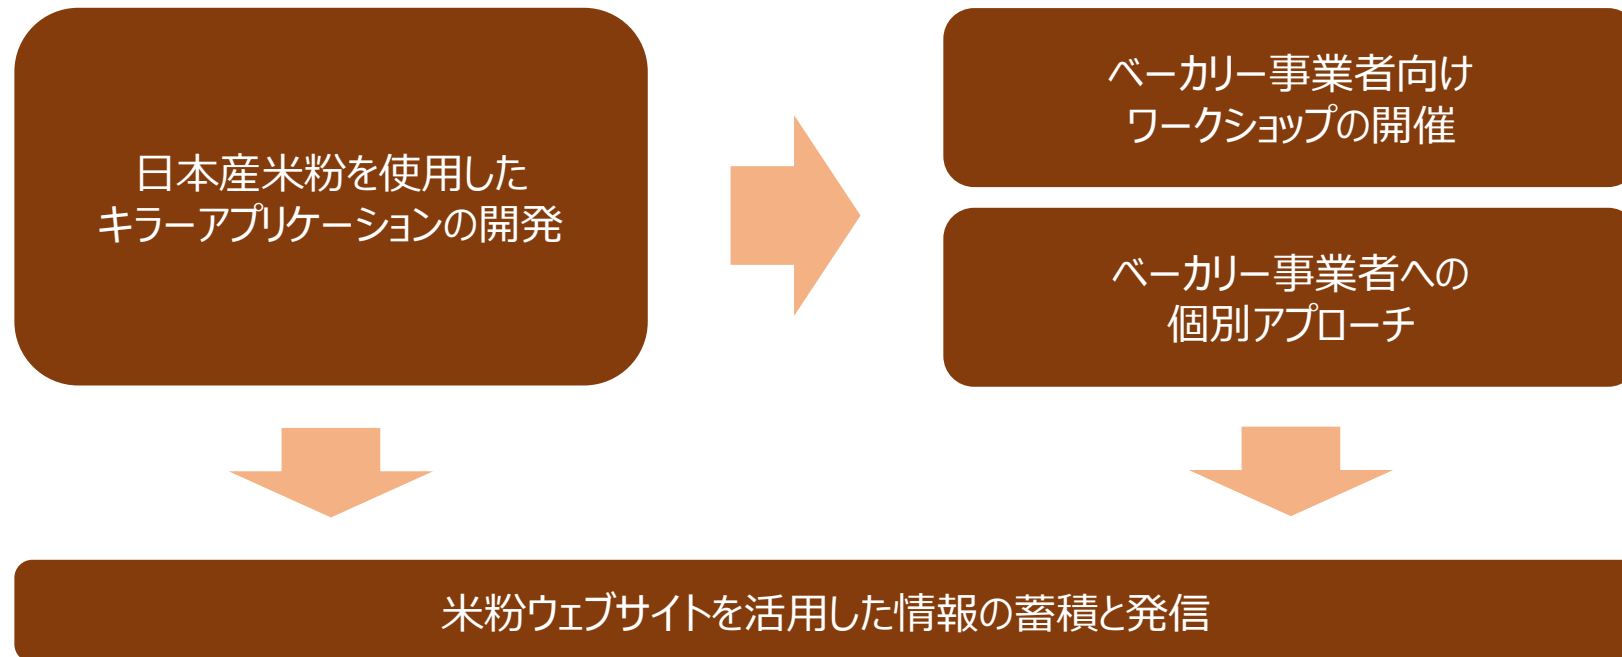 日本産米粉を使用した
キラーアプリケーションの開発
ベーカリー事業者向け
ワークショップの開催
ベーカリー事業者への
個別アプローチ
米粉ウェブサイトを活用した情報の蓄積と発信